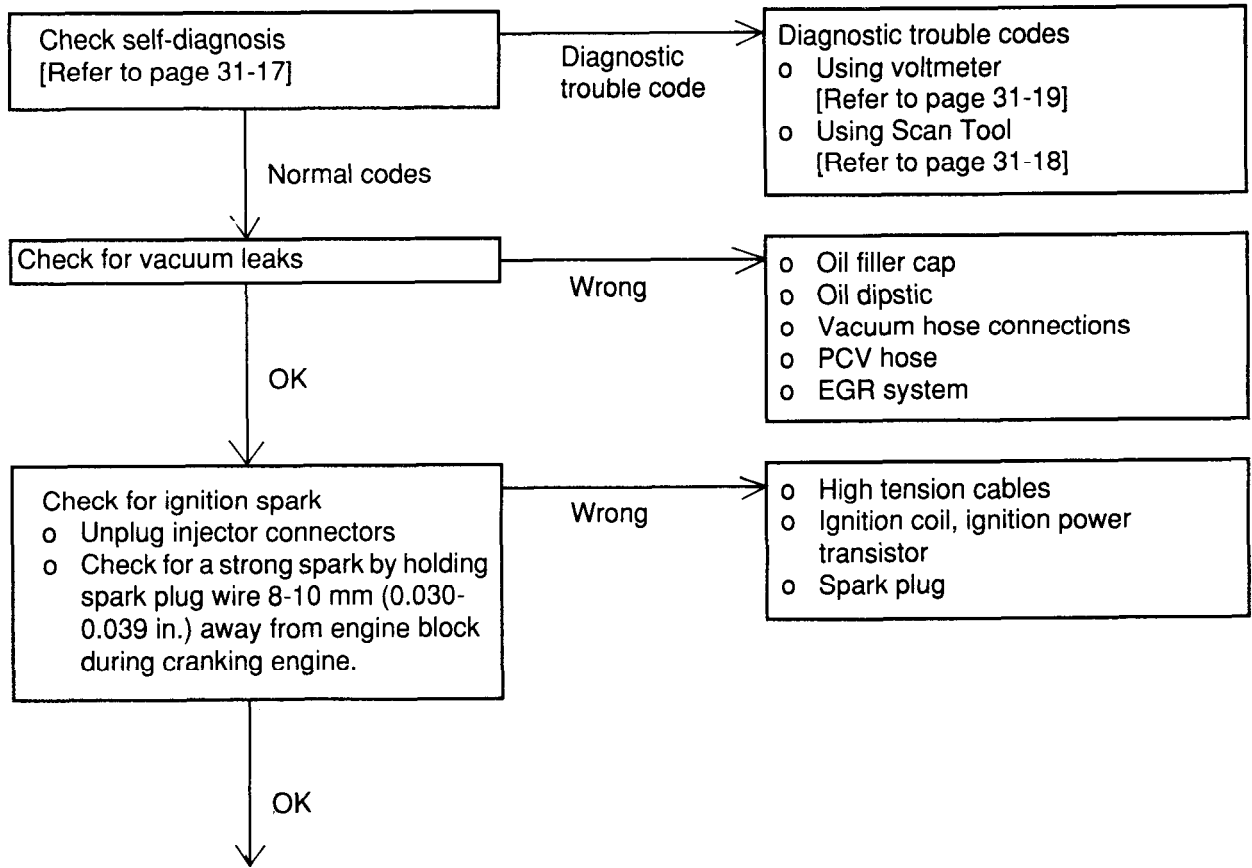 Check self-diagnosis
[Refer to page 31-17]
Diagnostic
trouble code
Diagnostic trouble codes
o Using voltmeter
[Refer to page 31-19]
o Using Scan Tool
[Refer to page 31-18]
Normal codes
Check for vacuum leaks
Wrong
o Oil filler cap
o Oil dipstic
o Vacuum hose connections
o PCV hose
o EGR system
OK
Check for ignition spark
o Unplug injector connectors
o Check for a strong spark by holding
spark plug wire 8-10 mm (0.030-
0.039 in.) away from engine block
during cranking engine.
Wrong
o High tension cables
o Ignition coil, ignition power
transistor
o Spark plug
OK